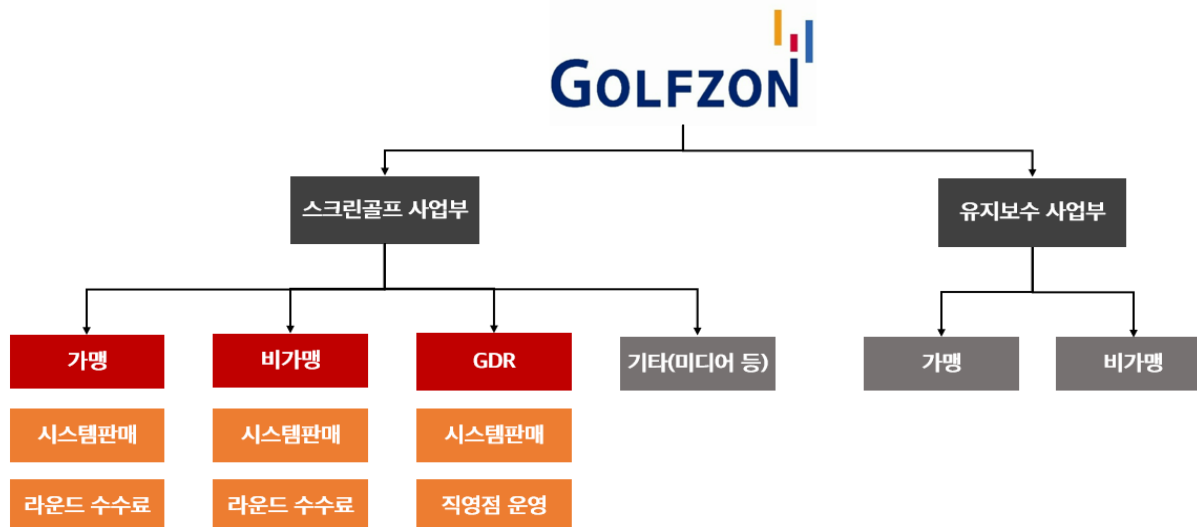 GOLFZON
스크린골프 사업부
유지보수 사업부
가맹
비가맹
GDR
기타(미디어 등)
가맹
비가맹
시스템판매
시스템판매
시스템판매
라운드 수수료
라운드 수수료
직영점 운영